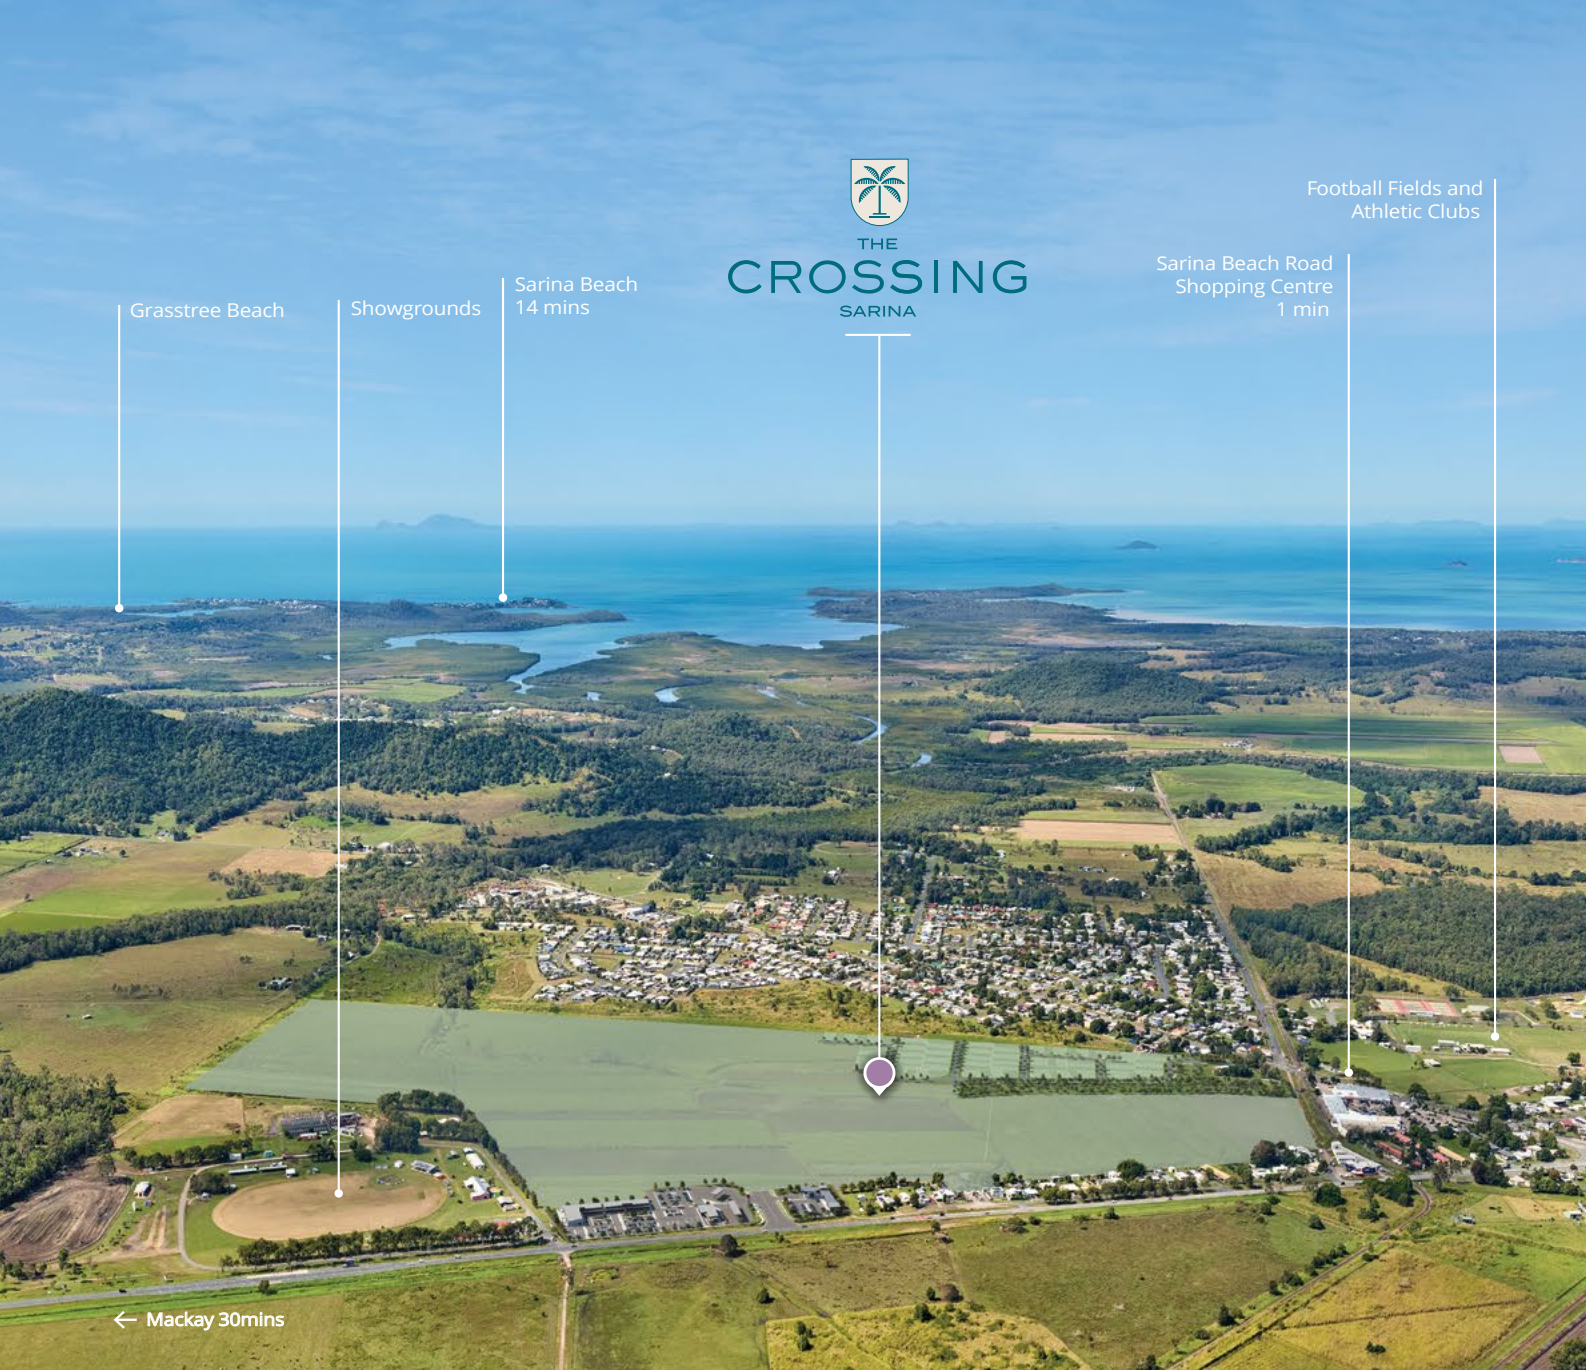 Football Fields and
Athletic Clubs
THE
CROSSING
SARINA
Sarina Beach Road
Shopping Centre
1 min
Sarina Beach
14 mins
Grasstree Beach
Showgrounds
← Mackay 30mins